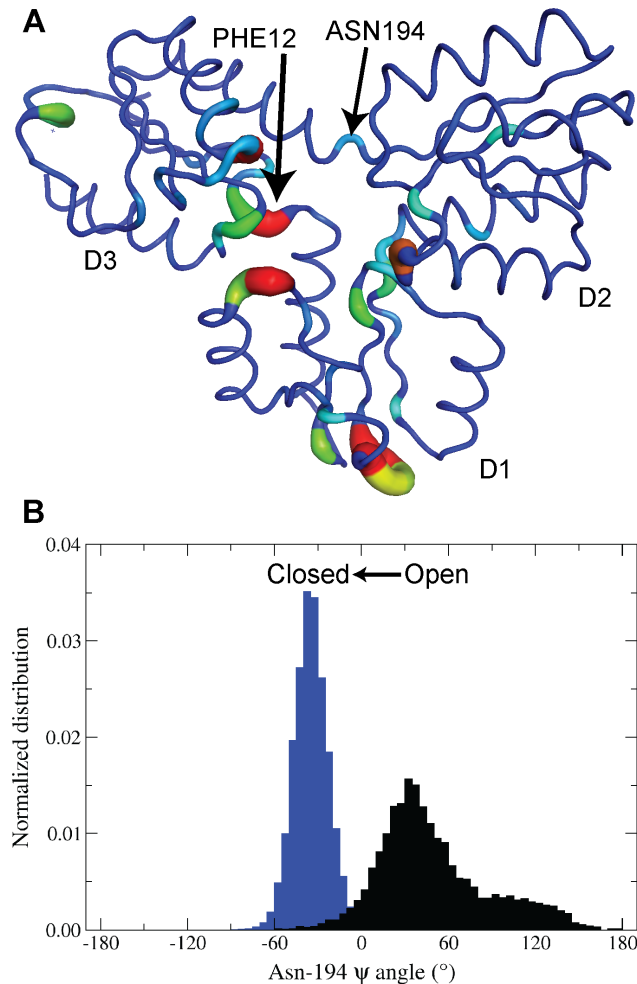 A
PHE12
ASN194
D3
D2
D1
B
Closed Open
Normalized distribution
0.04
0.03
0.02
0.01
0.00
-180 -120 -60 0 60 120 180
Asn-194 ψ angle (°)